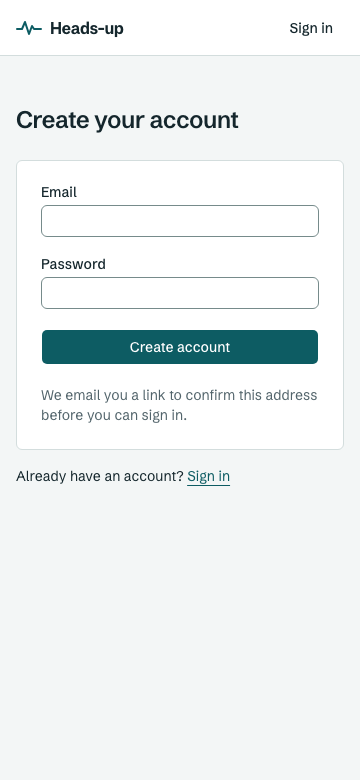 Heads-up
Sign in
Create your account
Email
Password
Create account
We email you a link to confirm this address
before you can sign in.
Already have an account? Sign in